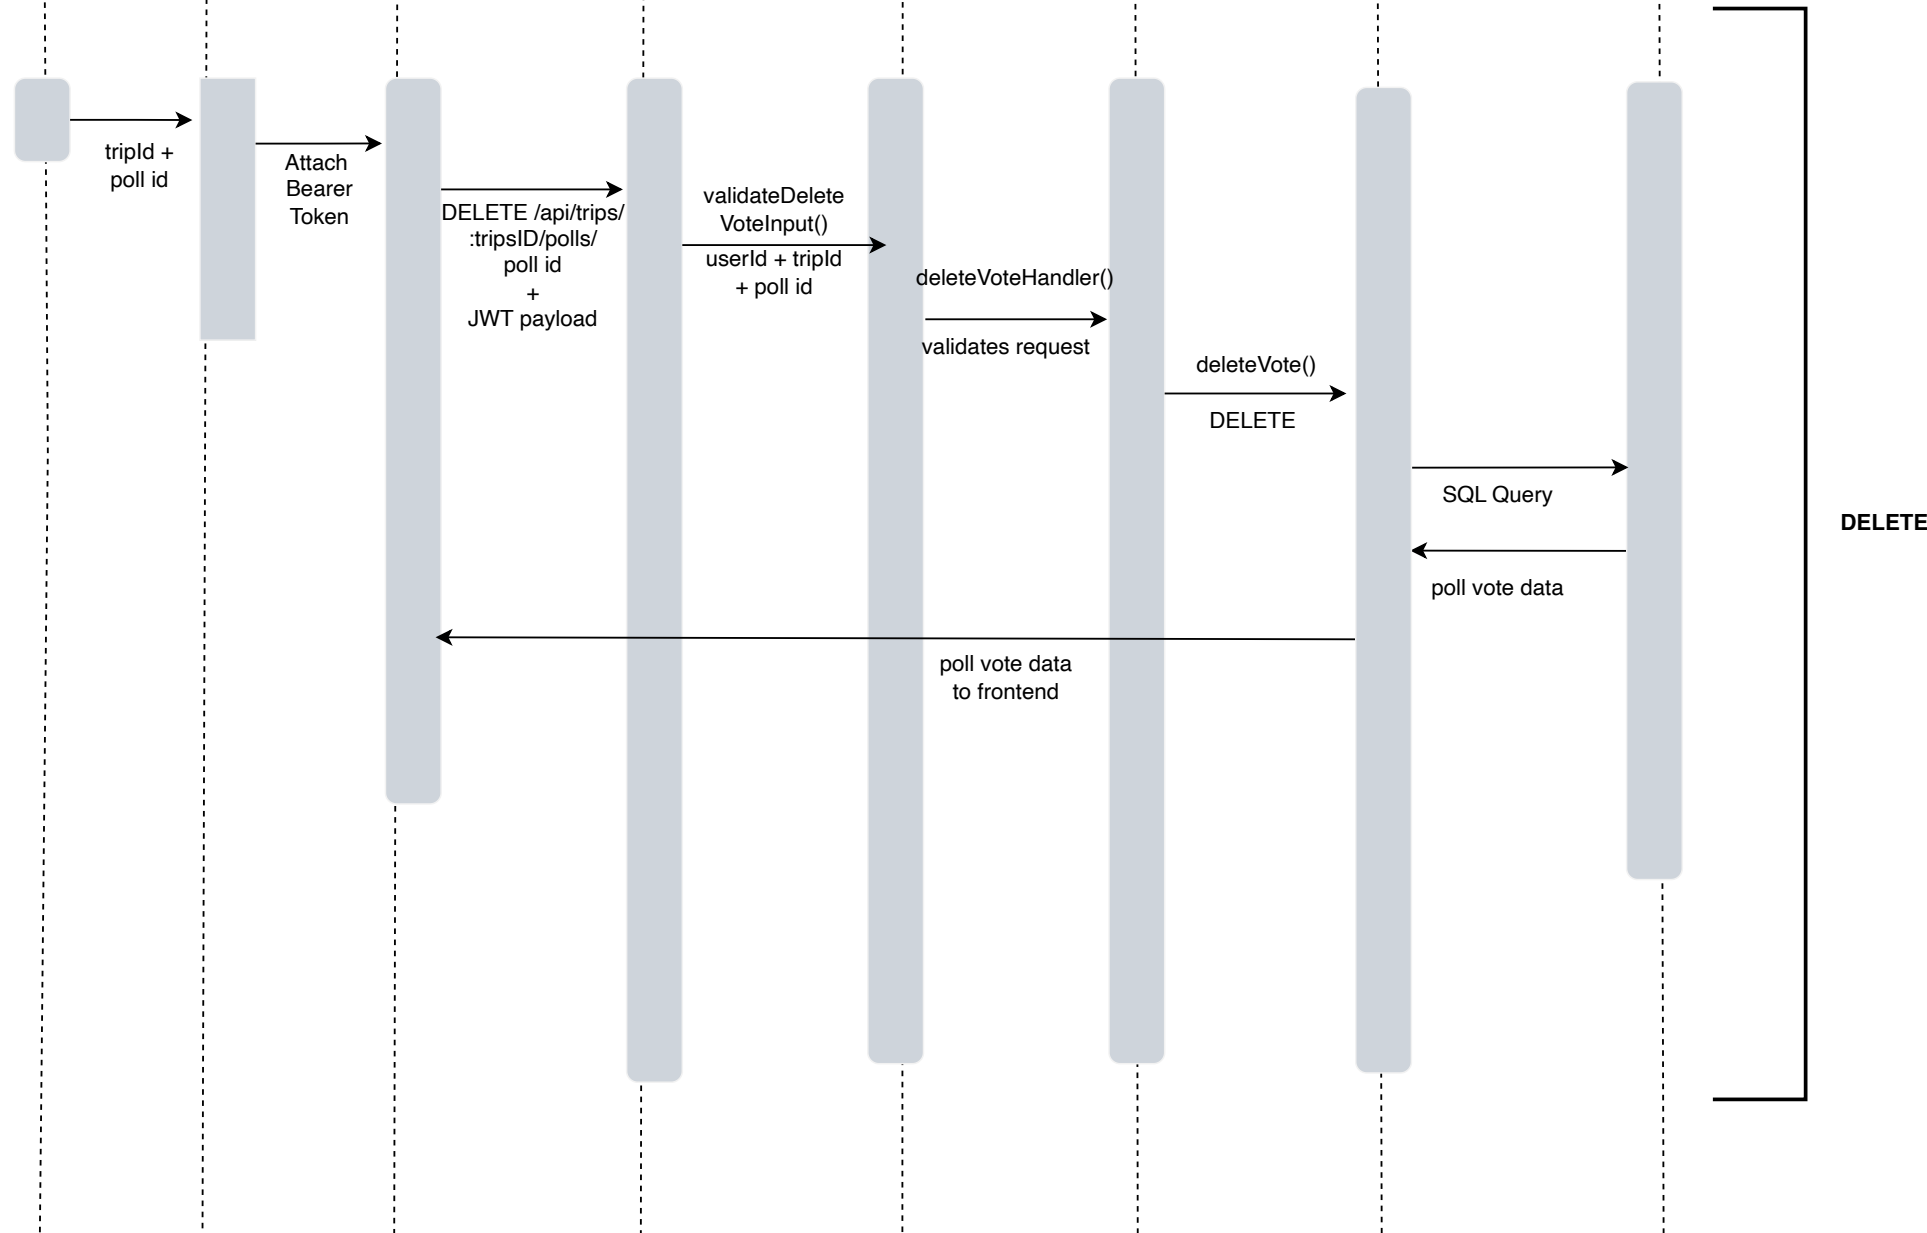 tripId +
poll id
Attach
Bearer
Token
DELETE /api/trips/
:tripsID/polls/
poll id
+
JWT payload
validateDelete
VoteInput()
userId + tripId
+ poll id
deleteVoteHandler()
validates request
deleteVote()
DELETE
SQL Query
poll vote data
poll vote data
to frontend
DELETE